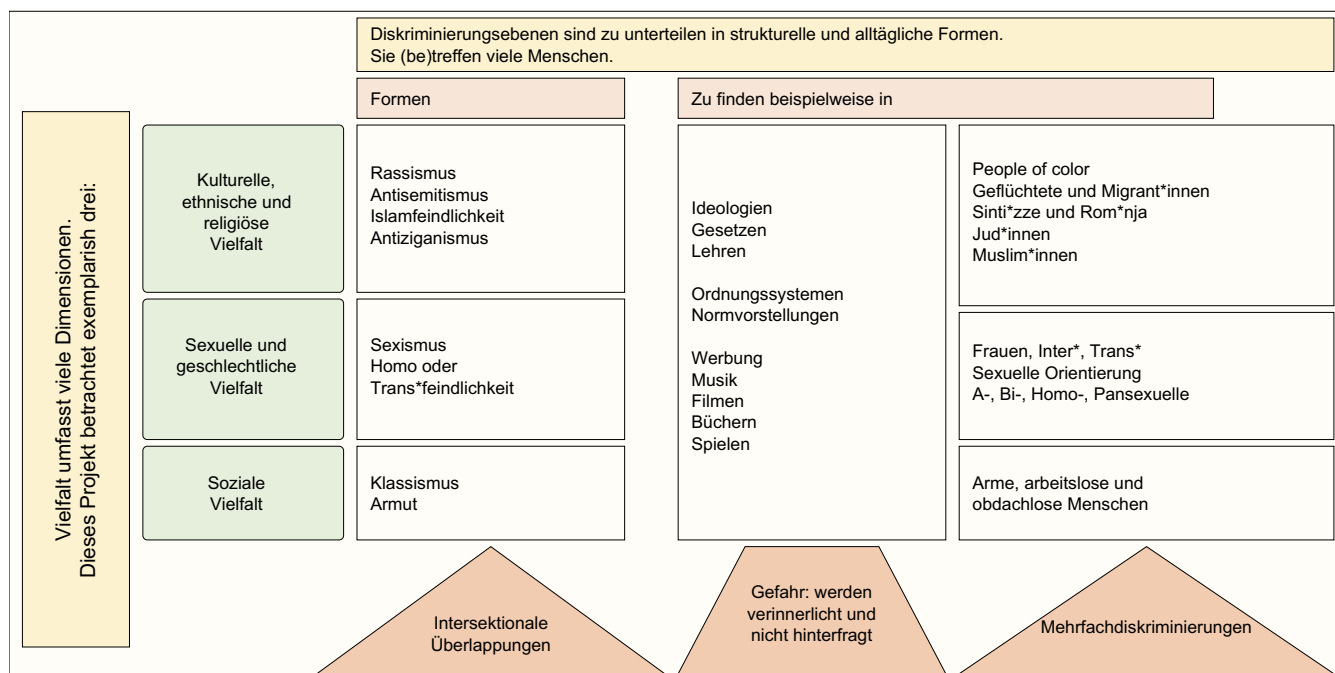 Diskriminierungsebenen sind zu unterteilen in strukturelle und alltägliche Formen.
Sie (be)treffen viele Menschen.
Formen
Zu finden beispielweise in
Vielfalt umfasst viele Dimensionen.
Dieses Projekt betrachtet exemplarish drei:
Kulturelle,
ethnische und
religiöse
Vielfalt
Rassismus
Antisemitismus
Islamfeindlichkeit
Antiziganismus
Ideologien
Gesetzen
Lehren
Ordnungssystemen
Normvorstellungen
Werbung
Musik
Filmen
Büchern
Spielen
People of color
Geflüchtete und Migrant*innen
Sinti*zze und Rom*nja
Jud*innen
Muslim*innen
Sexuelle und
geschlechtliche
Vielfalt
Sexismus
Homo oder
Trans*feindlichkeit
Frauen, Inter*, Trans*
Sexuelle Orientierung
A-, Bi-, Homo-, Pansexuelle
Soziale
Vielfalt
Klassismus
Armut
Arme, arbeitslose und
obdachlose Menschen
Intersektionale
Überlappungen
Gefahr: werden
verinnerlicht und
nicht hinterfragt
Mehrfachdiskriminierungen